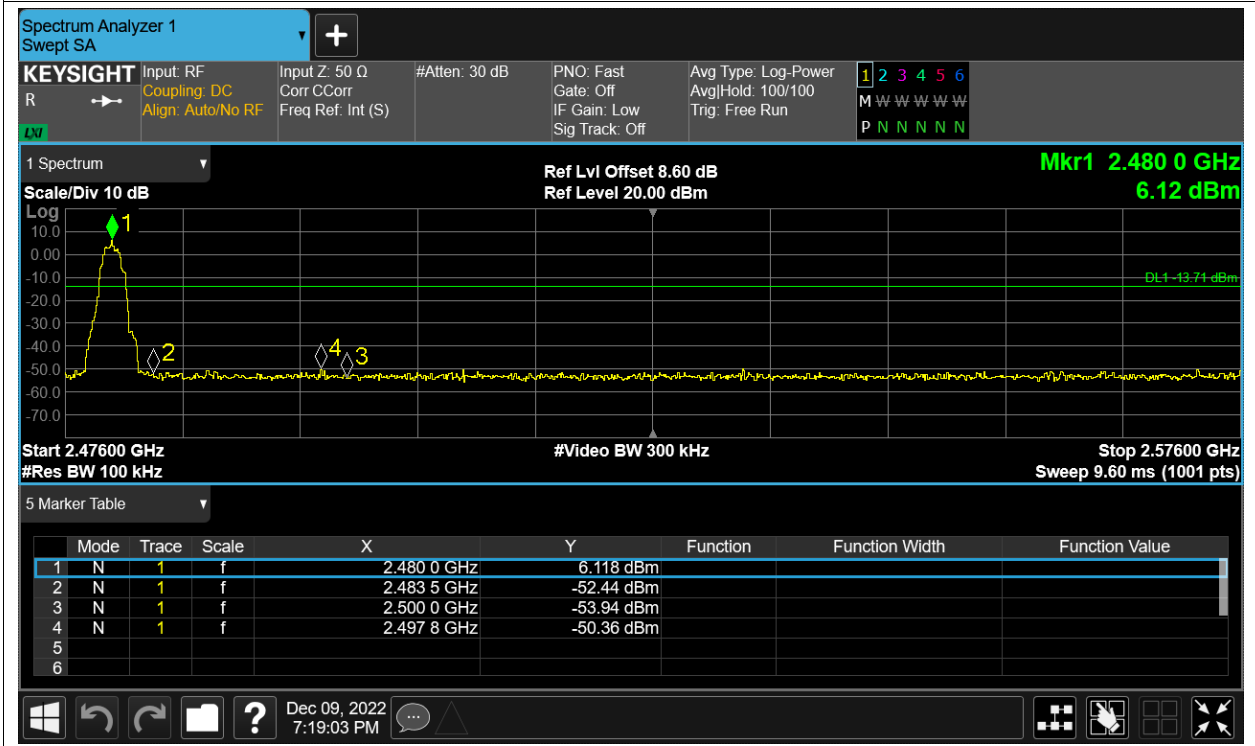 Spectrum Analyzer 1
Swept SA
+
KEYSIGHT
R
LXI
Input: RF
Coupling: DC
Align: Auto/No RF
Input Z: 50 Ω
Corr CCorr
Freq Ref: Int (S)
#Atten: 30 dB
PNO: Fast
Gate: Off
IF Gain: Low
Sig Track: Off
Avg Type: Log-Power
Avg|Hold: 100/100
Trig: Free Run
1 2 3 4 5 6
M W W W W W
P N N N N N
1 Spectrum
Scale/Div 10 dB
Ref Lvl Offset 8.60 dB
Ref Level 20.00 dBm
Mkr1 2.480 0 GHz
6.12 dBm
Log
10.0
0.00
-10.0
-20.0
-30.0
-40.0
-50.0
-60.0
-70.0
1
2
4
3
DL1 -13.71 dBm
Start 2.47600 GHz
#Res BW 100 kHz
#Video BW 300 kHz
Stop 2.57600 GHz
Sweep 9.60 ms (1001 pts)
5 Marker Table
Mode Trace Scale X Y Function Function Width Function Value
1 N 1 f 2.480 0 GHz 6.118 dBm
2 N 1 f 2.483 5 GHz -52.44 dBm
3 N 1 f 2.500 0 GHz -53.94 dBm
4 N 1 f 2.497 8 GHz -50.36 dBm
5
6
?
Dec 09, 2022
7:19:03 PM